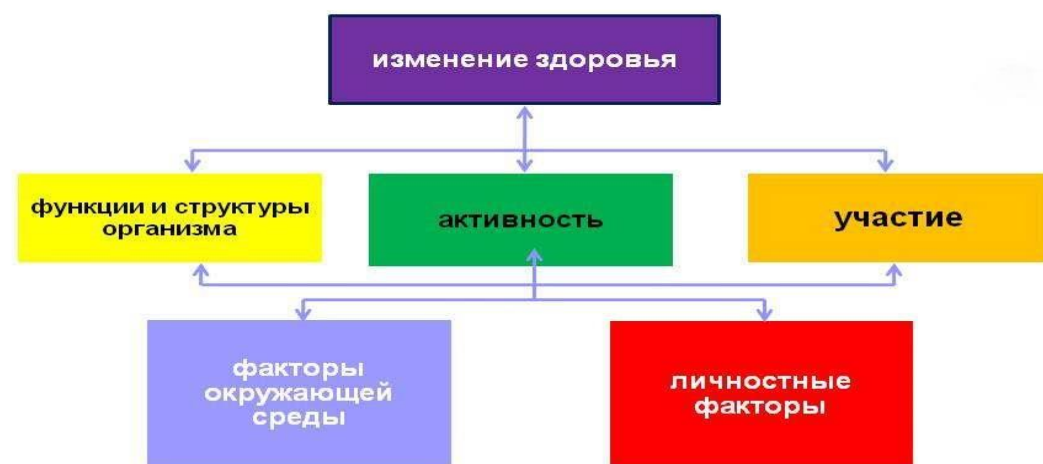 изменение здоровья
функции и структуры
организма
активность
участие
факторы
окружающей
среды
личностные
факторы